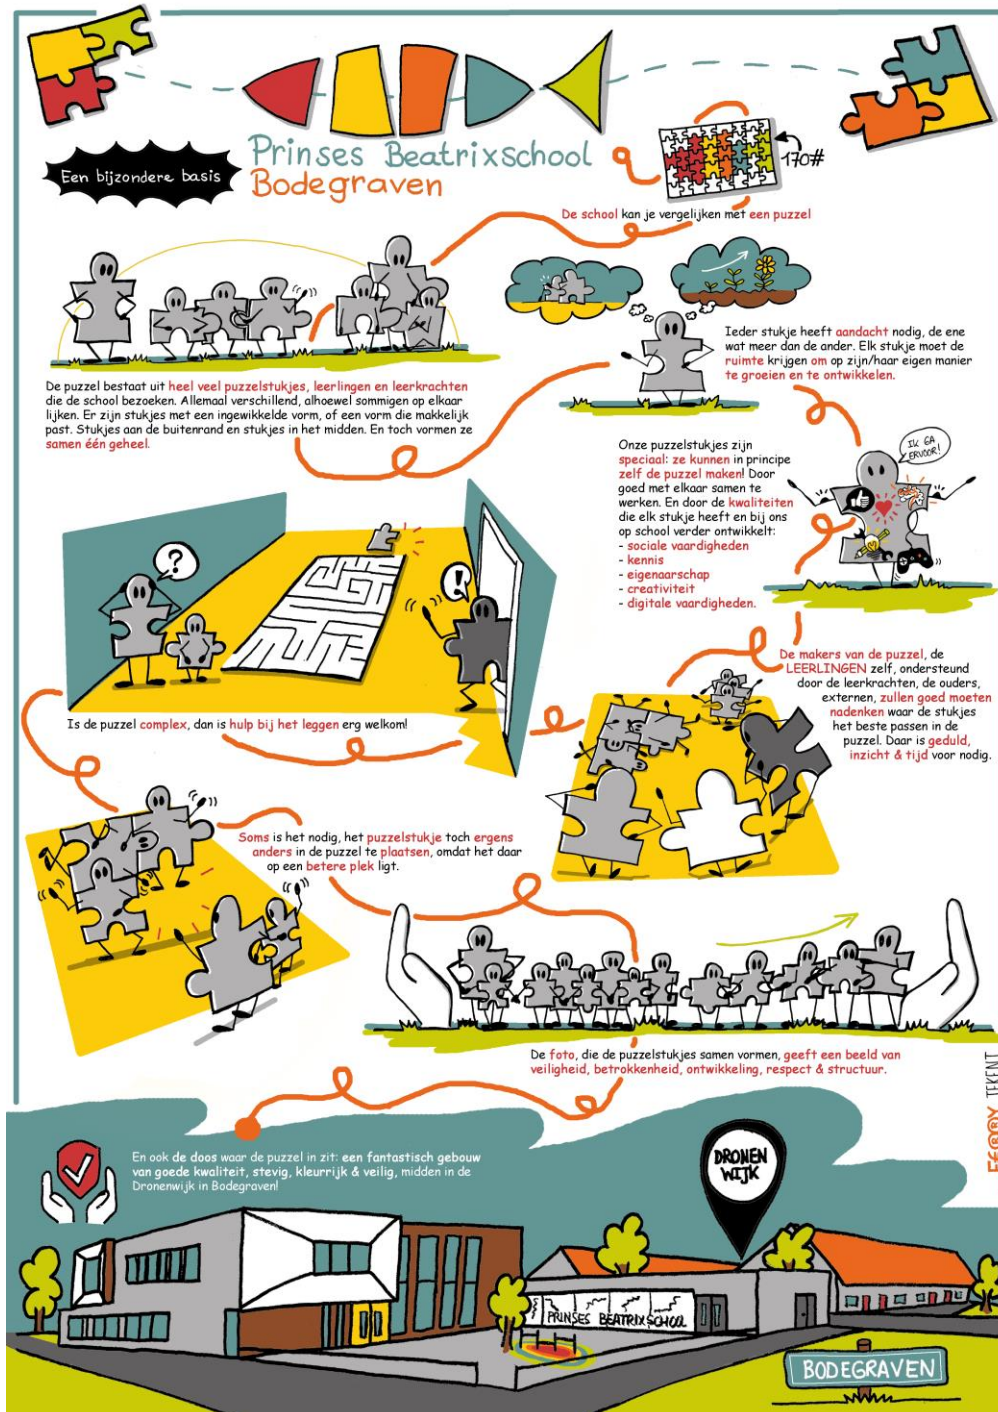 Een bijzondere basis
Prinses Beatrixschool
Bodegraven
170#
De school kan je vergelijken met een puzzel
De puzzel bestaat uit heel veel puzzelstukjes, leerlingen en leerkrachten
die de school bezoeken. Allemaal verschillend, alhoewel sommigen op elkaar
lijken. Er zijn stukjes met een ingewikkelde vorm, of een vorm die makkelijk
past. Stukjes aan de buitenrand en stukjes in het midden. En toch vormen ze
samen één geheel.
Ieder stukje heeft aandacht nodig, de ene
wat meer dan de ander. Elk stukje moet de
ruimte krijgen om op zijn/haar eigen manier
te groeien en te ontwikkelen.
Onze puzzelstukjes zijn
speciaal: ze kunnen in principe
zelf de puzzel maken! Door
goed met elkaar samen te
werken. En door de kwaliteiten
die elk stukje heeft en bij ons
op school verder ontwikkelt:
- sociale vaardigheden
- kennis
- eigenaarschap
- creativiteit
- digitale vaardigheden.
IK GA
ERVOOR!
?
!
Is de puzzel complex, dan is hulp bij het leggen erg welkom!
De makers van de puzzel, de
LEERLINGEN zelf, ondersteund
door de leerkrachten, de ouders,
externen, zullen goed moeten
nadenken waar de stukjes
het beste passen in de
puzzel. Daar is geduld,
inzicht & tijd voor nodig.
Soms is het nodig, het puzzelstukje toch ergens
anders in de puzzel te plaatsen, omdat het daar
op een betere plek ligt.
De foto, die de puzzelstukjes samen vormen, geeft een beeld van
veiligheid, betrokkenheid, ontwikkeling, respect & structuur.
TEKENT
En ook de doos waar de puzzel in zit: een fantastisch gebouw
van goede kwaliteit, stevig, kleurrijk & veilig, midden in de
Dronenwijk in Bodegraven!
DRONEN
WIJK
PRINSES BEATRIXSCHOOL
BODEGRAVEN